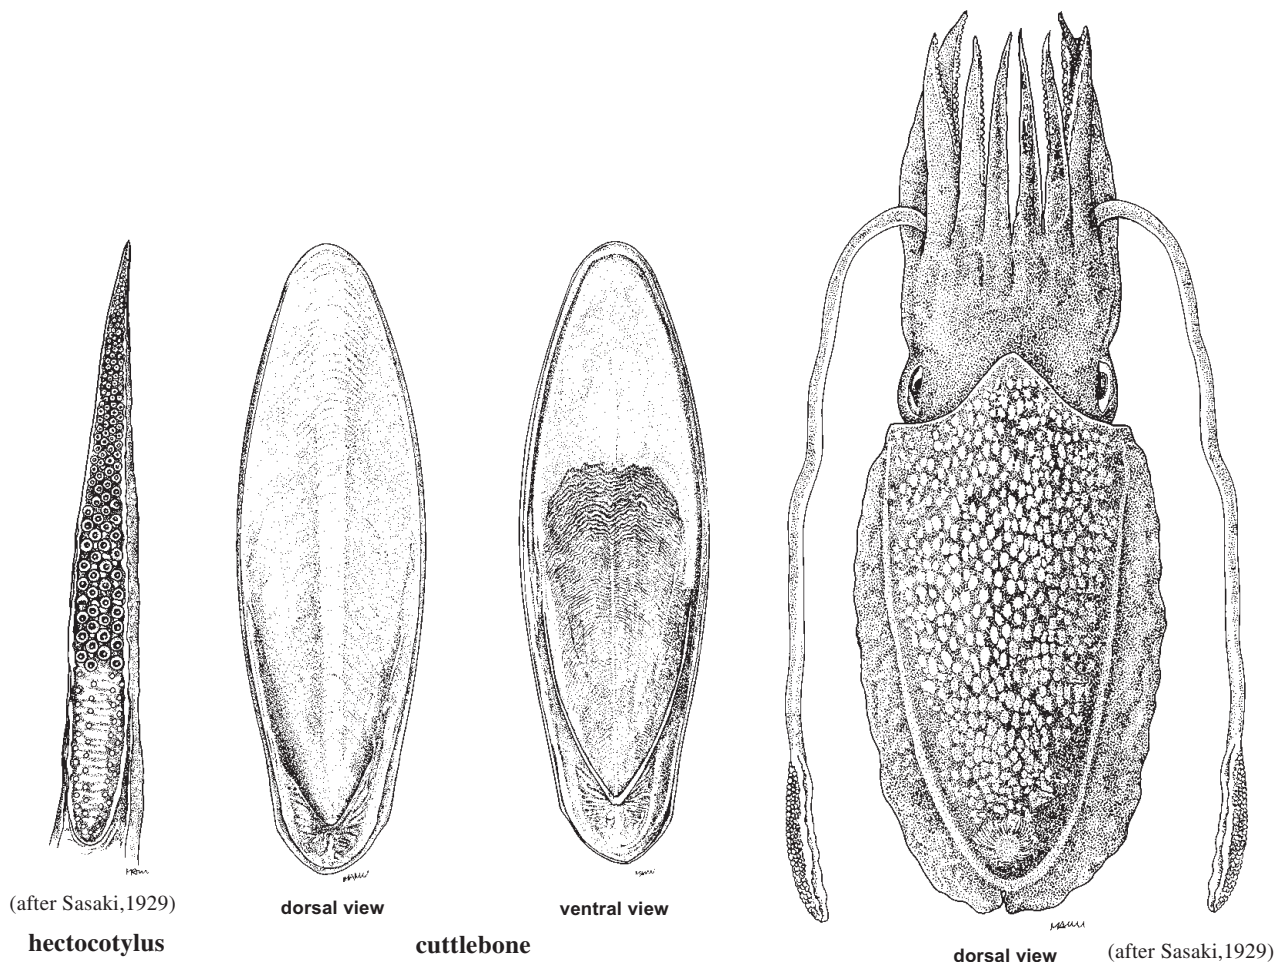 (after Sasaki,1929)
hectocotylus
dorsal view
ventral view
cuttlebone
dorsal view
(after Sasaki,1929)